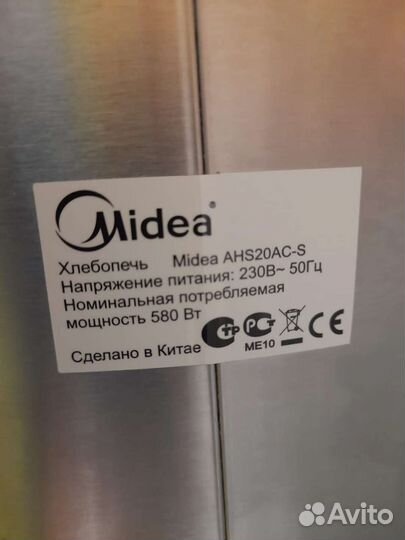 Midea®
Хлебопечь Midea AHS20AC-S
Напряжение питания: 230В~ 50Гц
Номинальная потребляемая
мощность 580 Вт
Сделано в Китае
ME10
Avito